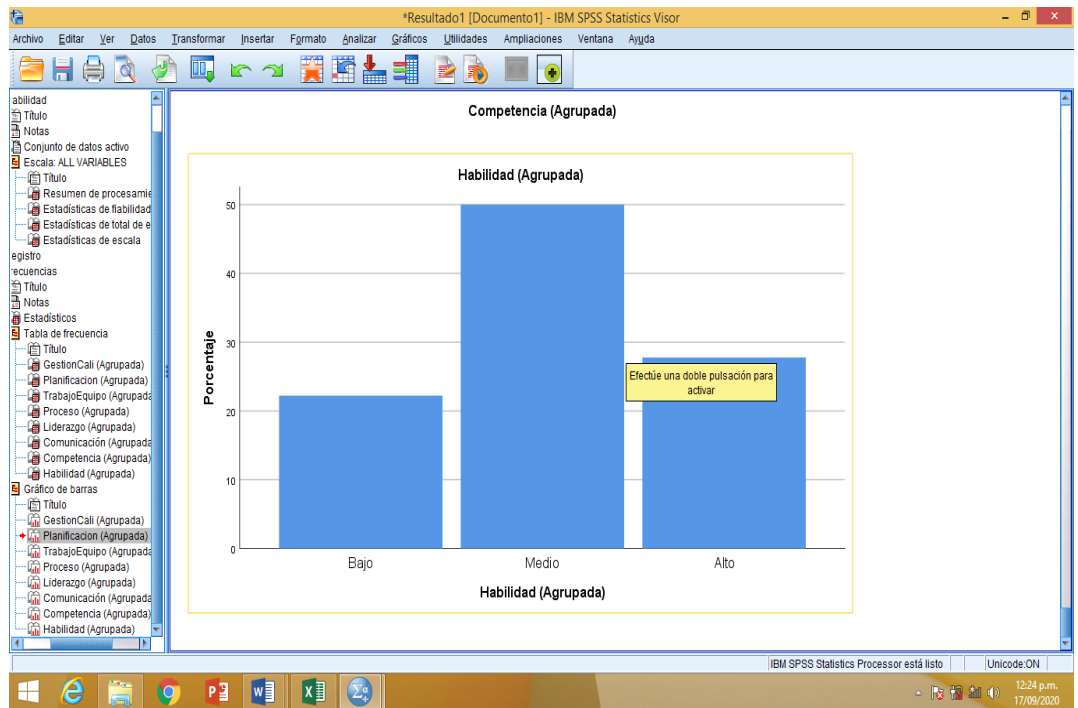 *Resultado1 [Documento1] - IBM SPSS Statistics Visor
Archivo Editar Ver Datos Transformar Insertar Formato Analizar Gráficos Utilidades Ampliaciones Ventana Ayuda
abilidad
Título
Notas
Conjunto de datos activo
Escala: ALL VARIABLES
Título
Resumen de procesamie
Estadísticas de fiabilidad
Estadísticas de total de e
Estadísticas de escala
egistro
recuencias
Título
Notas
Estadísticos
Tabla de frecuencia
Título
GestionCali (Agrupada)
Planificacion (Agrupada)
TrabajoEquipo (Agrupada
Proceso (Agrupada)
Liderazgo (Agrupada)
Comunicación (Agrupada
Competencia (Agrupada)
Habilidad (Agrupada)
Gráfico de barras
Título
GestionCali (Agrupada)
Planificacion (Agrupada)
TrabajoEquipo (Agrupada
Proceso (Agrupada)
Liderazgo (Agrupada)
Comunicación (Agrupada
Competencia (Agrupada)
Habilidad (Agrupada)
Competencia (Agrupada)
Habilidad (Agrupada)
Porcentaje
50
40
30
20
10
0
Efectúe una doble pulsación para
activar
Bajo Medio Alto
Habilidad (Agrupada)
IBM SPSS Statistics Processor está listo Unicode:ON
12:24 p.m.
17/09/2020